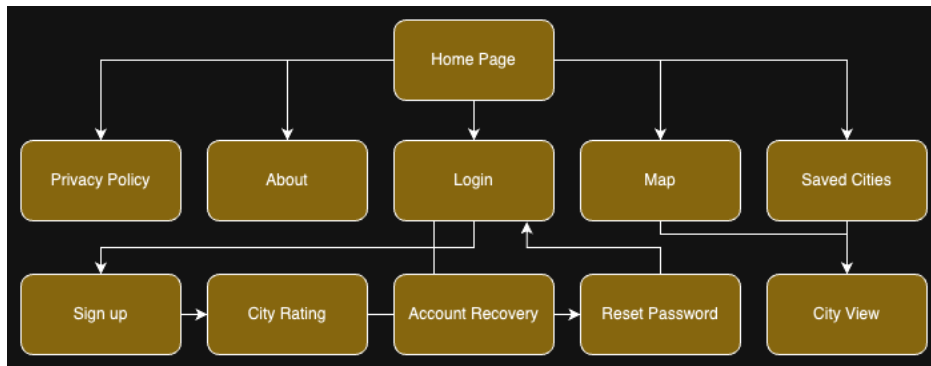 Home Page
Privacy Policy
About
Login
Map
Saved Cities
Sign up
City Rating
Account Recovery
Reset Password
City View